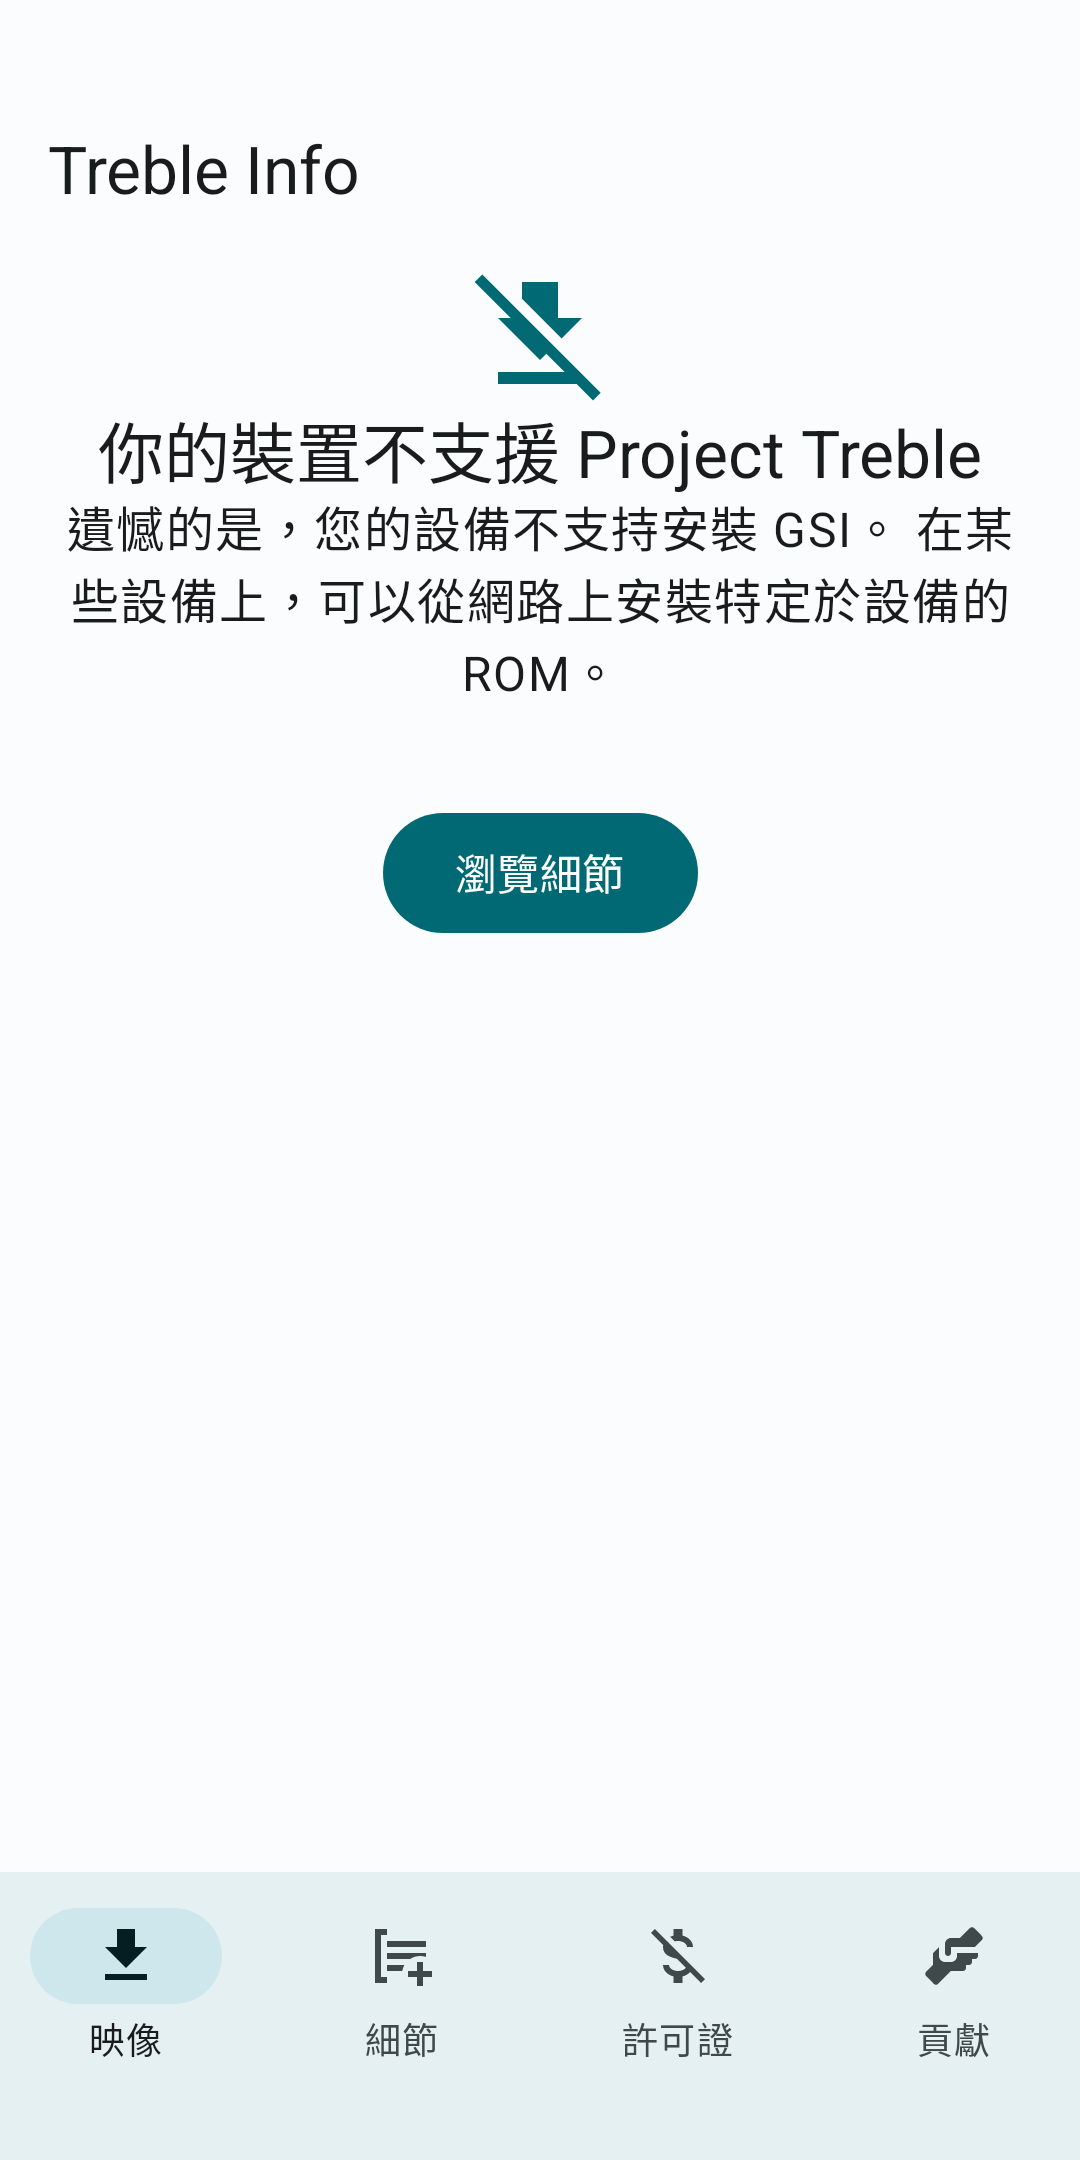 Treble Info
你的裝置不支援 Project Treble
遺憾的是，您的設備不支持安裝 GSI。 在某
些設備上，可以從網路上安裝特定於設備的
ROM。
瀏覽細節
映像
細節
許可證
貢獻